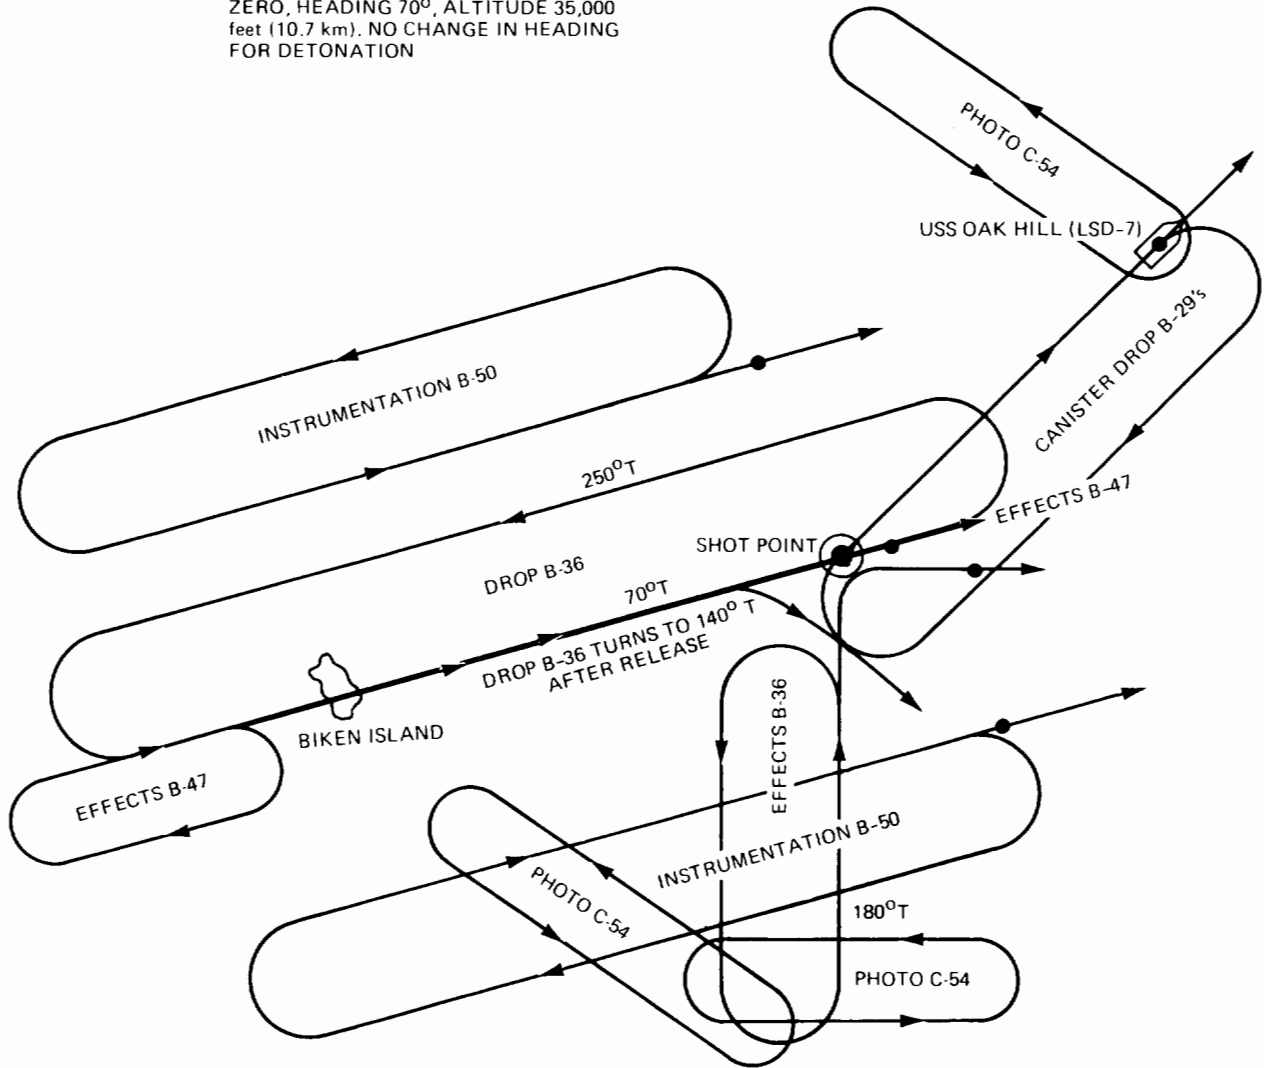 ZERO, HEADING 70°, ALTITUDE 35,000
feet (10.7 km). NO CHANGE IN HEADING
FOR DETONATION
PHOTO C-54
USS OAK HILL (LSD-7)
CANISTER DROP B-29's
INSTRUMENTATION B-50
250°T
EFFECTS B-47
SHOT POINT
DROP B-36
70°T
DROP B-36 TURNS TO 140° T
AFTER RELEASE
BIKEN ISLAND
EFFECTS B-47
EFFECTS B-36
INSTRUMENTATION B-50
PHOTO C-54
180°T
PHOTO C-54